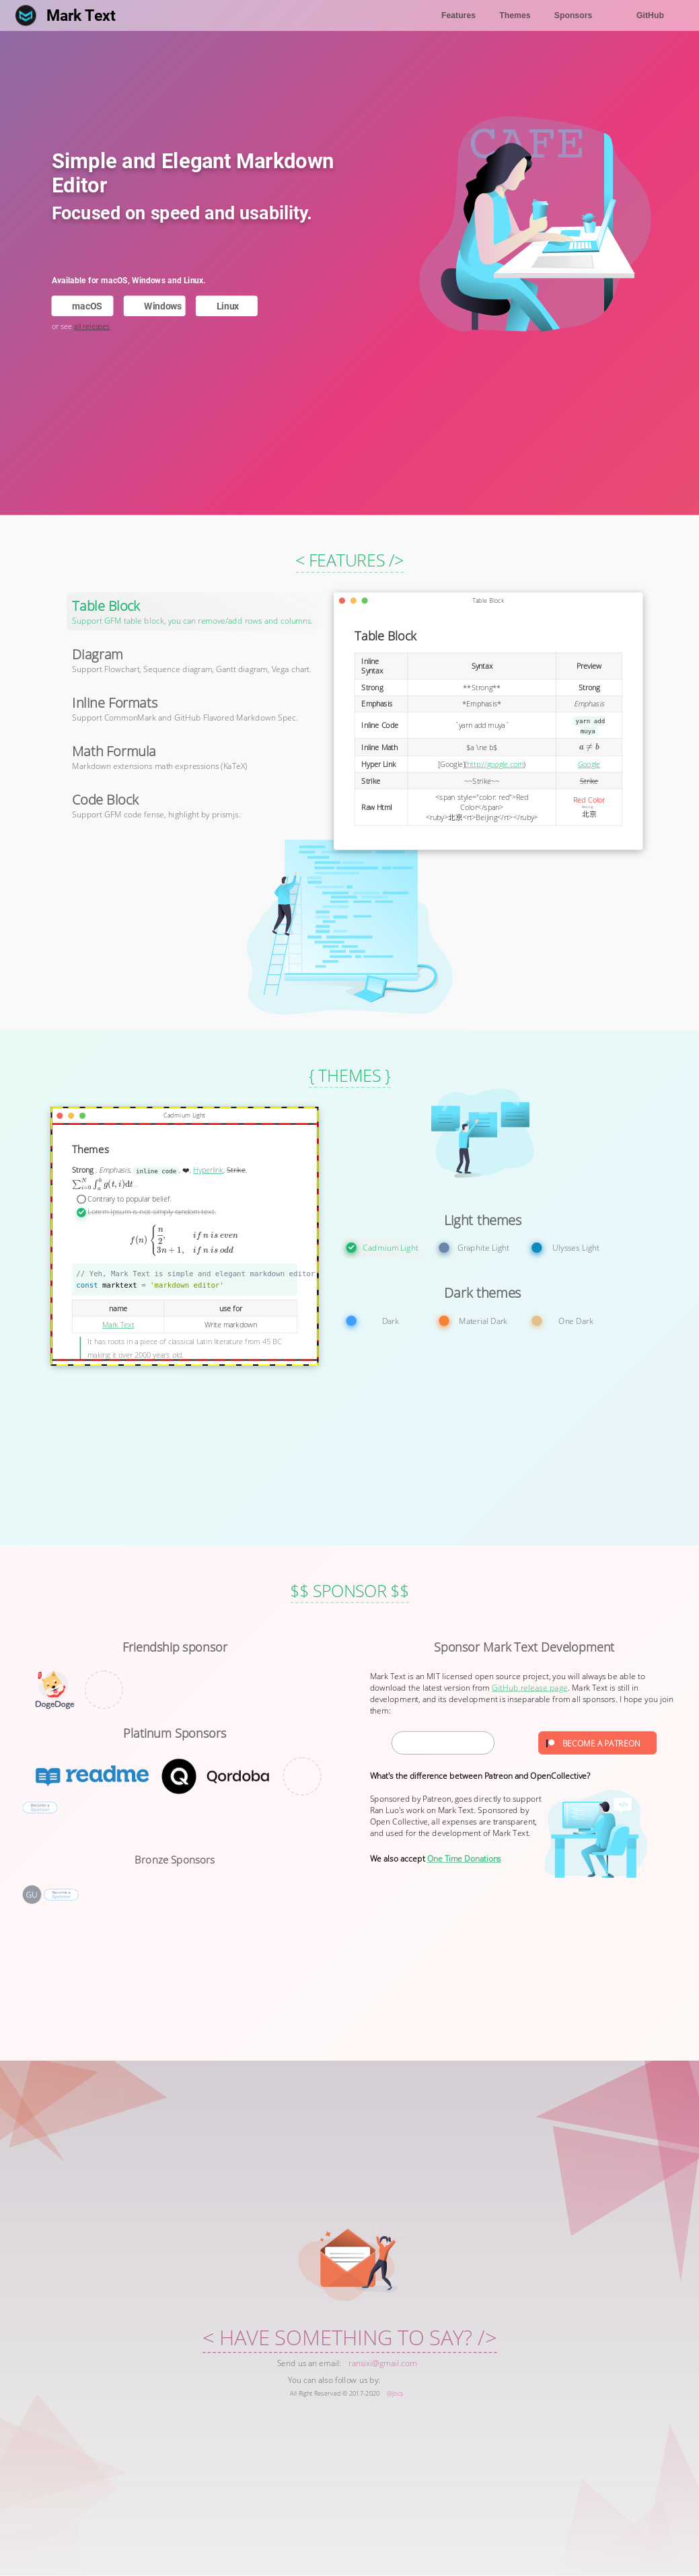 Mark Text
Features
Themes
Sponsors
GitHub
CAFE
Simple and Elegant Markdown
Editor
Focused on speed and usability.
Available for macOS, Windows and Linux.
macOS
Windows
Linux
or see all releases
< FEATURES />
Table Block
Support GFM table block, you can remove/add rows and columns.
Diagram
Support Flowchart, Sequence diagram, Gantt diagram, Vega chart.
Inline Formats
Support CommonMark and GitHub Flavored Markdown Spec.
Math Formula
Markdown extensions math expressions (KaTeX)
Code Block
Support GFM code fense, highlight by prismjs.
Table Block
Table Block
Inline Syntax
Syntax
Preview
Strong
**Strong**
Strong
Emphasis
*Emphasis*
Emphasis
Inline Code
`yarn add muya`
yarn add
muya
Inline Math
$a \ne b$
a ≠ b
Hyper Link
[Google](http://google.com)
Google
Strike
~~Strike~~
Strike
Raw Html
<span style="color: red">Red
Color</span>
<ruby>北京<rt>Beijing</rt></ruby>
Red Color
Beijing
北京
{ THEMES }
Cadmium Light
Themes
Strong , Emphasis, inline code, ❤️, Hyperlink, Strike,
∑_{i=0}^{N} ∫_{a}^{b} g(t, i)dt .
Contrary to popular belief.
Lorem Ipsum is not simply random text.
f(n) { n/2, if n is even
3n + 1, if n is odd
// Yeh, Mark Text is simple and elegant markdown editor
const marktext = 'markdown editor'
name
use for
Mark Text
Write markdown
It has roots in a piece of classical Latin literature from 45 BC
making it over 2000 years old.
Light themes
Cadmium Light
Graphite Light
Ulysses Light
Dark themes
Dark
Material Dark
One Dark
$$ SPONSOR $$
Friendship sponsor
DogeDoge
Platinum Sponsors
readme
Qordoba
Become a
Sponsor
Bronze Sponsors
GU
Become a
Sponsor
Sponsor Mark Text Development
Mark Text is an MIT licensed open source project, you will always be able to
download the latest version from GitHub release page. Mark Text is still in
development, and its development is inseparable from all sponsors. I hope you join
them:
BECOME A PATREON
What's the difference between Patreon and OpenCollective?
Sponsored by Patreon, goes directly to support
Ran Luo's work on Mark Text. Sponsored by
Open Collective, all expenses are transparent,
and used for the development of Mark Text.
We also accept One Time Donations
< HAVE SOMETHING TO SAY? />
Send us an email: ransixi@gmail.com
You can also follow us by:
All Right Reserved © 2017-2020 @Jocs